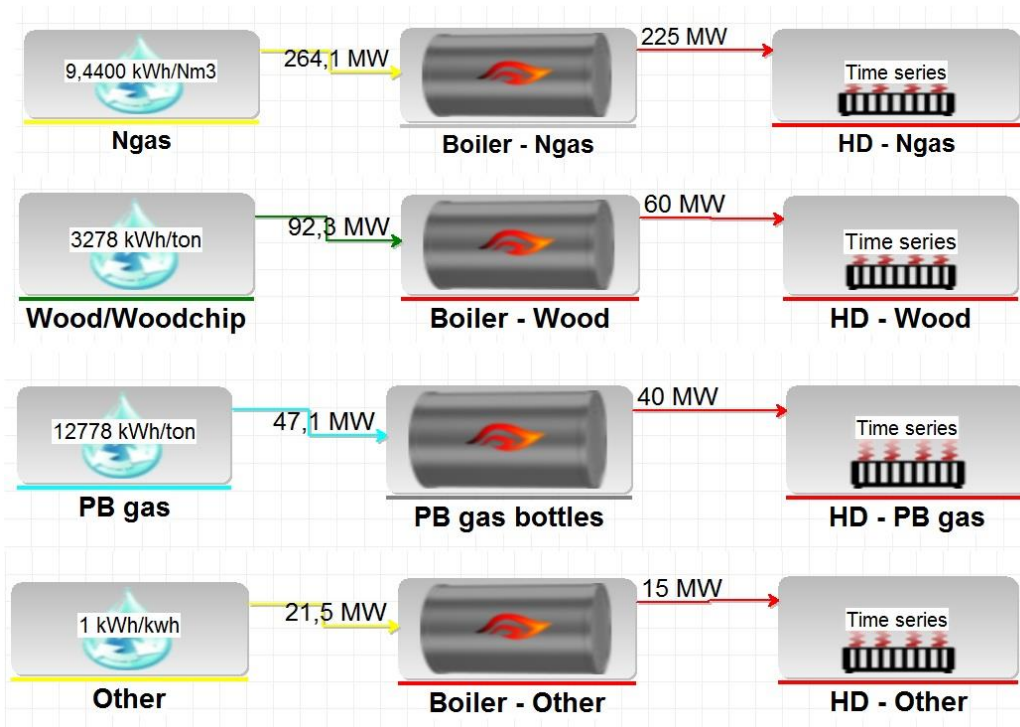 225 MW
264,1 MW
9,4400 kWh/Nm3
Time series
Ngas
Boiler - Ngas
HD - Ngas
60 MW
92,3 MW
3278 kWh/ton
Time series
Wood/Woodchip
Boiler - Wood
HD - Wood
40 MW
47,1 MW
12778 kWh/ton
Time series
PB gas
PB gas bottles
HD - PB gas
15 MW
21,5 MW
1 kWh/kwh
Time series
Other
Boiler - Other
HD - Other